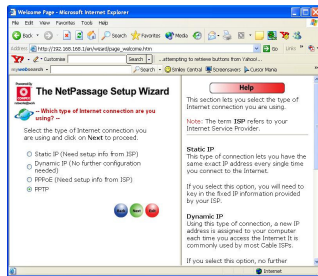 Welcome Page - Microsoft Internet Explorer
File Edit View Favorites Tools Help
Back Search Favorites Media
Address http://192.168.168.1/en/wizard/page_welcome.htm Go Links
Customise Search ...attempting to retrieve buttons from Yahoo!...
mywebsearch Search Smiley Central Screensavers Cursor Mania
Powered by
The NetPassage Setup Wizard
-- Which type of Internet connection are you using? --
Select the type of Internet connection you are using and click on Next to proceed.
Static IP (Need setup info from ISP)
Dynamic IP (No further configuration needed)
PPPoE (Need setup info from ISP)
PPTP
Back Next Exit
Help
This section lets you select the type of
Internet connection you are using.
Note: The term ISP refers to your
Internet Service Provider.
Static IP
This type of connection lets you have the
same exact IP address every single time
you connect to the Internet.
If you select this option, you will need to
key in the fixed IP information provided
by your ISP.
Dynamic IP
Using this type of connection, a new IP
address is assigned to your computer
each time you access the Internet It is
commonly used by most Cable ISPs.
If you select this option, no further
Internet